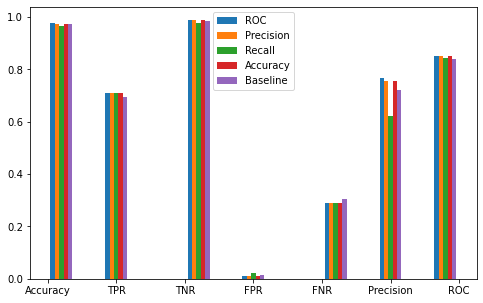 ROC
Precision
Recall
Accuracy
Baseline
1.0
0.8
0.6
0.4
0.2
0.0
Accuracy TPR TNR FPR FNR Precision ROC